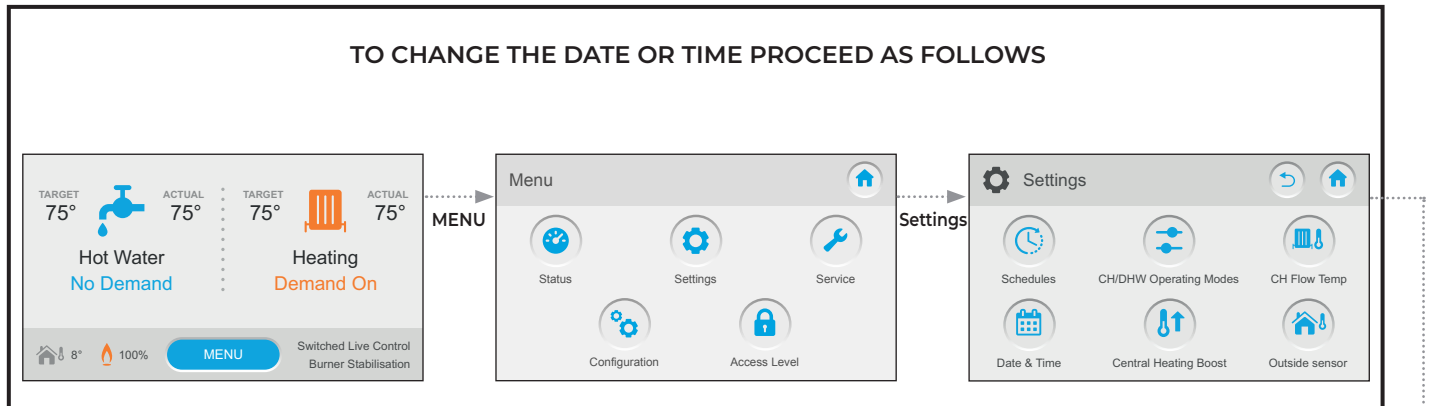 TO CHANGE THE DATE OR TIME PROCEED AS FOLLOWS
TARGET
75°
ACTUAL
75°
Hot Water
No Demand
TARGET
75°
ACTUAL
75°
Heating
Demand On
8°
100%
MENU
Switched Live Control
Burner Stabilisation
MENU
Menu
Status
Settings
Service
Configuration
Access Level
Settings
Settings
Schedules
CH/DHW Operating Modes
CH Flow Temp
Date & Time
Central Heating Boost
Outside sensor